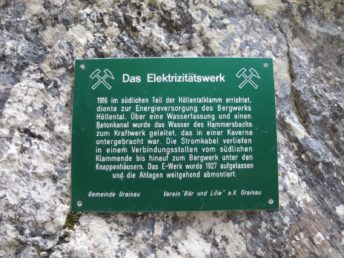 Das Elektrizitätswerk
1916 im südlichen Teil der Höllentalklamm errichtet,
diente zur Energieversorgung des Bergwerks
Höllental. Über eine Wasserfassung und einen
Betonkanal wurde das Wasser des Hammersbachs
zum Kraftwerk geleitet, das in einer Kaverne
untergebracht war. Die Stromkabel verliefen
in einem Verbindungsstollen vom südlichen
Klammende bis hinauf zum Bergwerk unter den
Knappenhäusern. Das E-Werk wurde 1927 aufgelassen
und die Anlagen weitgehend abmontiert.
Gemeinde Grainau Verein "Bär und Lilie" e.V. Grainau